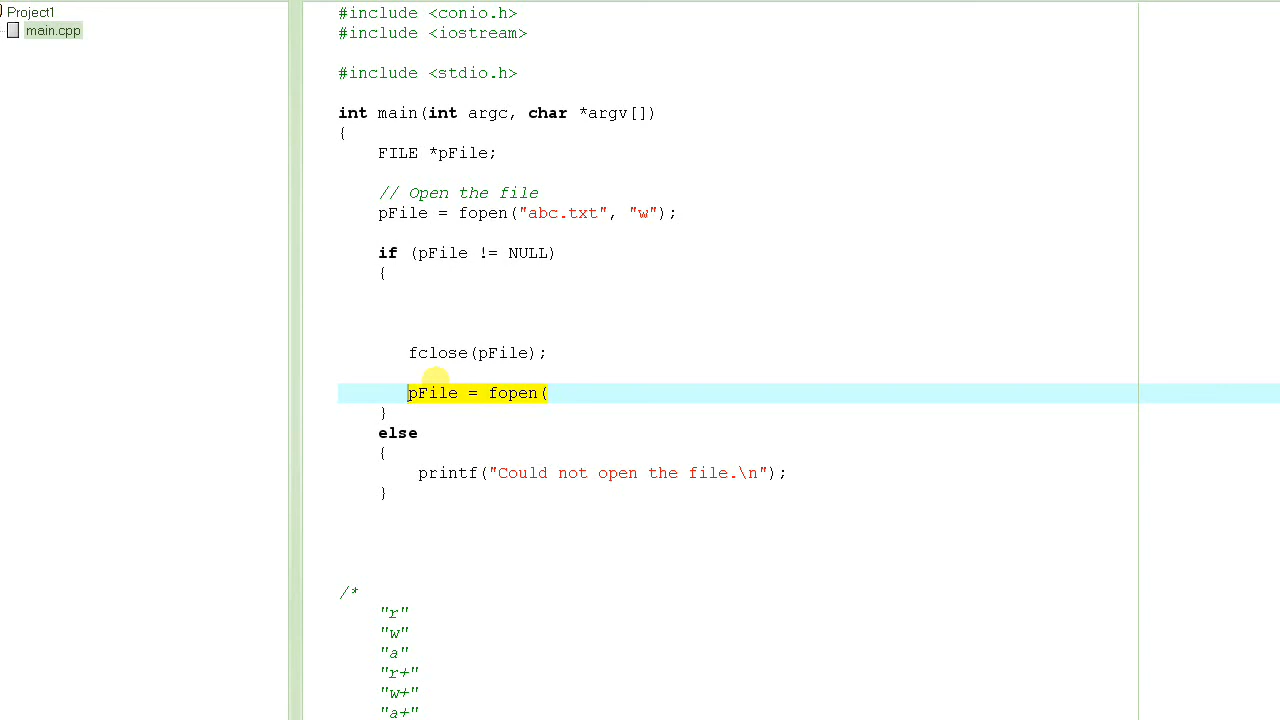 Project1
main.cpp
#include <conio.h>
#include <iostream>
#include <stdio.h>
int main(int argc, char *argv[])
{
FILE *pFile;
// Open the file
pFile = fopen("abc.txt", "w");
if (pFile != NULL)
{
fclose(pFile);
pFile = fopen(
}
else
{
printf("Could not open the file.\n");
}
/*
"r"
"w"
"a"
"r+"
"w+"
"a+"